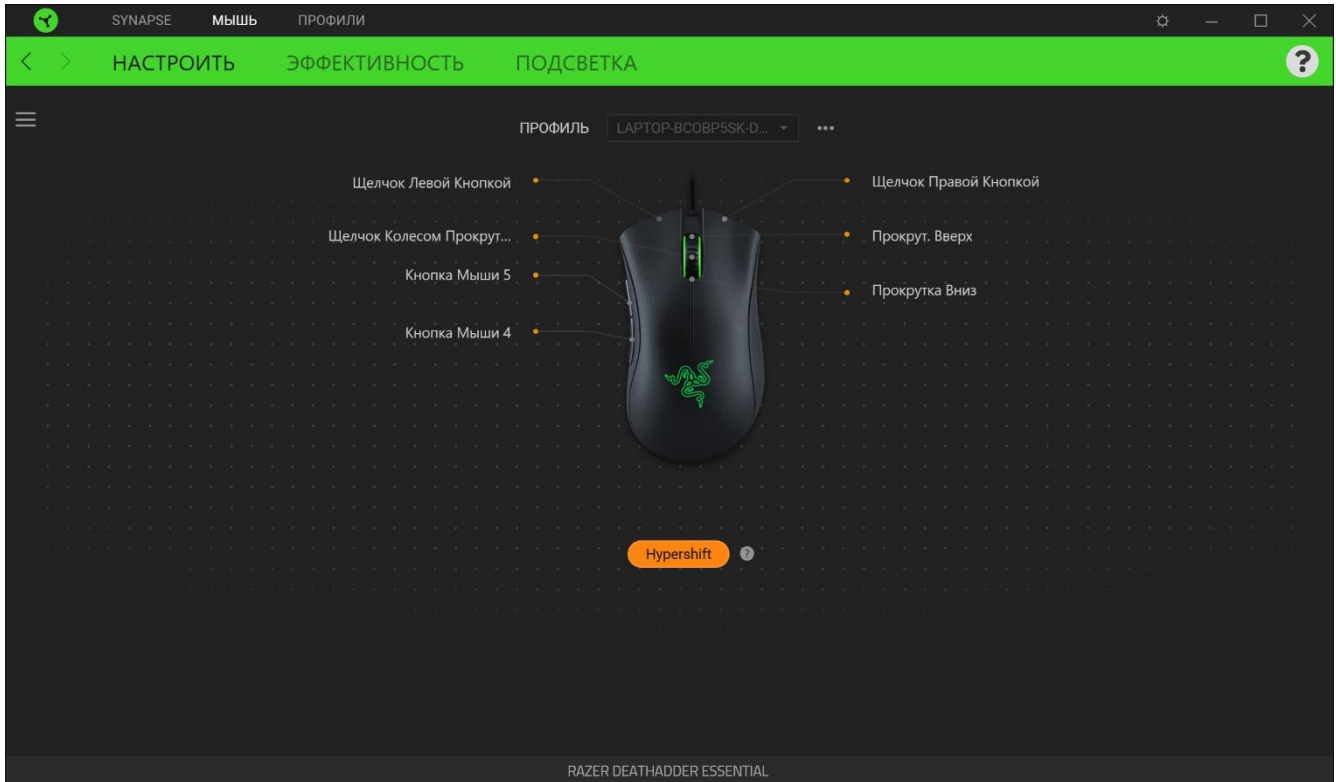 SYNAPSE МЫШЬ ПРОФИЛИ
НАСТРОИТЬ ЭФФЕКТИВНОСТЬ ПОДСВЕТКА ?
ПРОФИЛЬ LAPTOP-BCOBP5SK-D...
Щелчок Левой Кнопкой
Щелчок Правой Кнопкой
Щелчок Колесом Прокрут...
Прокрут. Вверх
Кнопка Мыши 5
Прокрутка Вниз
Кнопка Мыши 4
Hypershift ?
RAZER DEATHADDER ESSENTIAL